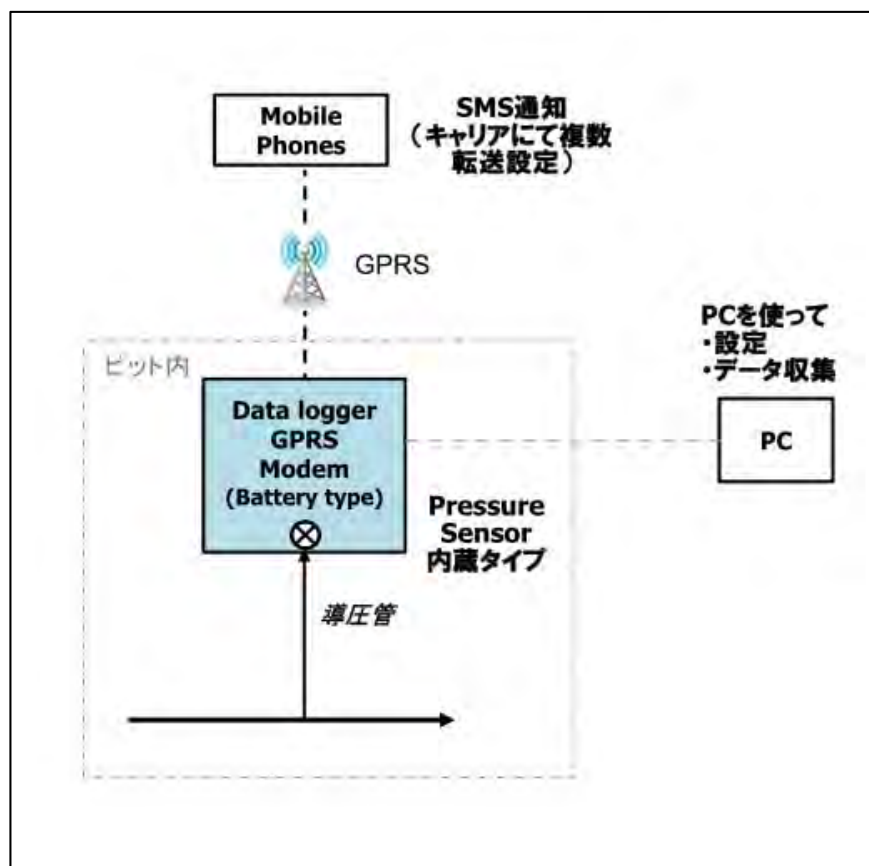 Mobile
Phones
SMS通知
(キャリアにて複数
転送設定)
GPRS
PCを使って
・設定
・データ収集
ピット内
Data logger
GPRS
Modem
(Battery type)
PC
Pressure
Sensor
内蔵タイプ
導圧管